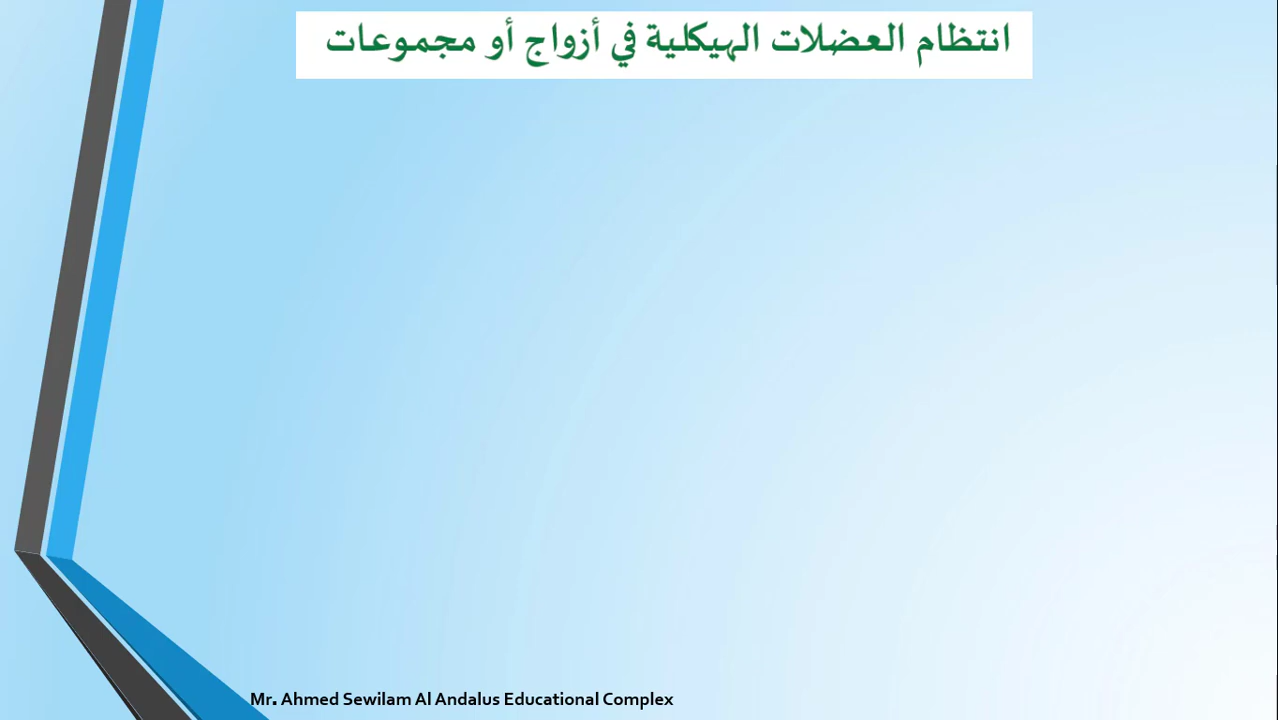 انتظام العضلات الهيكلية في أزواج أو مجموعات
Mr. Ahmed Sewilam Al Andalus Educational Complex